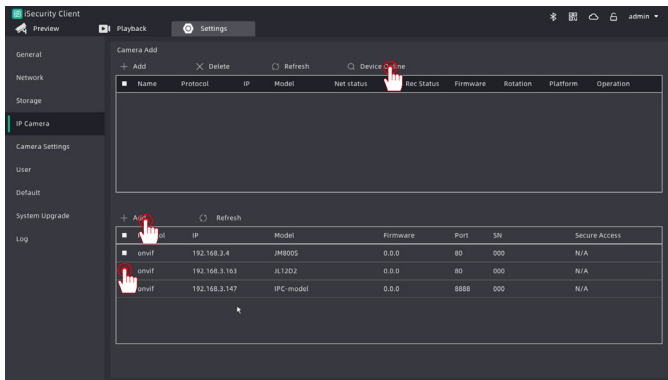 iSecurity Client
Preview Playback Settings admin
General
Network
Storage
IP Camera
Camera Settings
User
Default
System Upgrade
Log
Camera Add
Add Delete Refresh Device
Name Protocol IP Model Net status Rec Status Firmware Rotation Platform Operation
Refresh
IP Model Firmware Port SN Secure Access
onvif 192.168.3.4 JM800S 0.0.0 80 000 N/A
onvif 192.168.3.163 JL12D2 0.0.0 80 000 N/A
onvif 192.168.3.147 IPC-model 0.0.0 8888 000 N/A